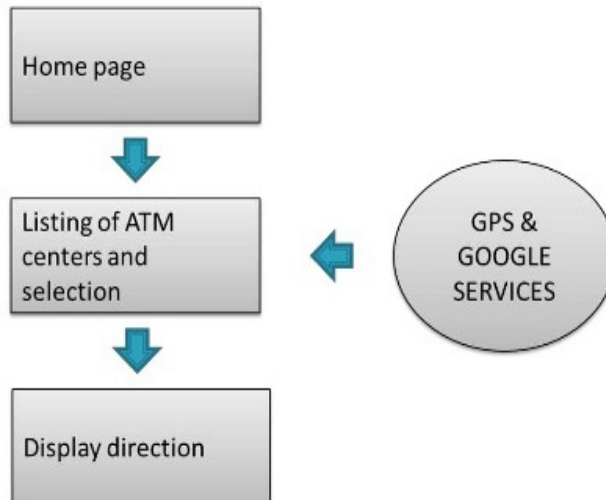 Home page
Listing of ATM
centers and
selection
GPS &
GOOGLE
SERVICES
Display direction